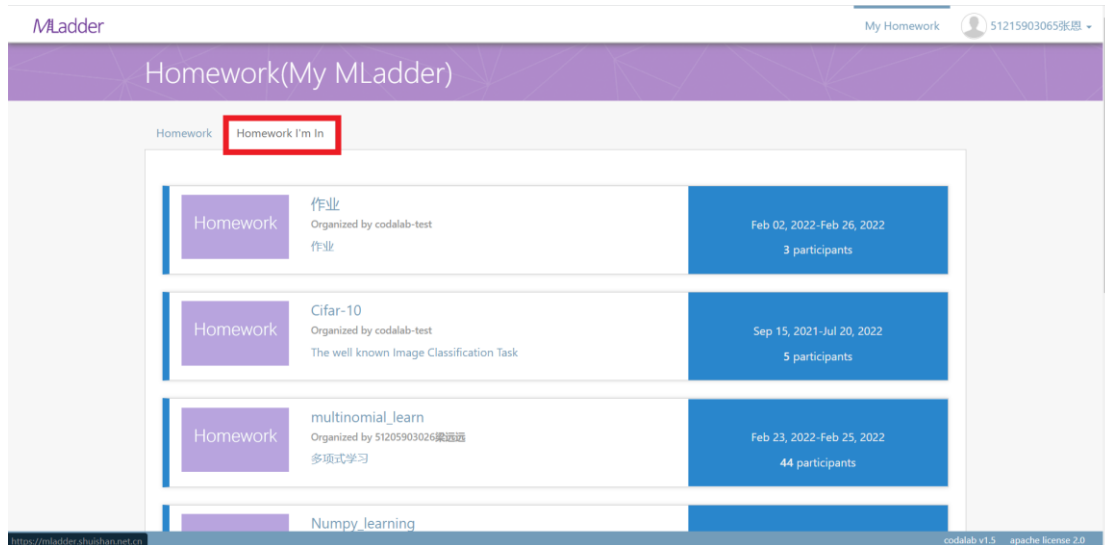 MLadder
My Homework
51215903065张恩
Homework(My MLadder)
Homework
Homework I'm In
Homework
作业
Organized by codalab-test
作业
Feb 02, 2022-Feb 26, 2022
3 participants
Homework
Cifar-10
Organized by codalab-test
The well known Image Classification Task
Sep 15, 2021-Jul 20, 2022
5 participants
Homework
multinomial_learn
Organized by 51205903026梁远远
多项式学习
Feb 23, 2022-Feb 25, 2022
44 participants
Numpy_learning
https://mladder.shuishan.net.cn
codalab v1.5
apache license 2.0